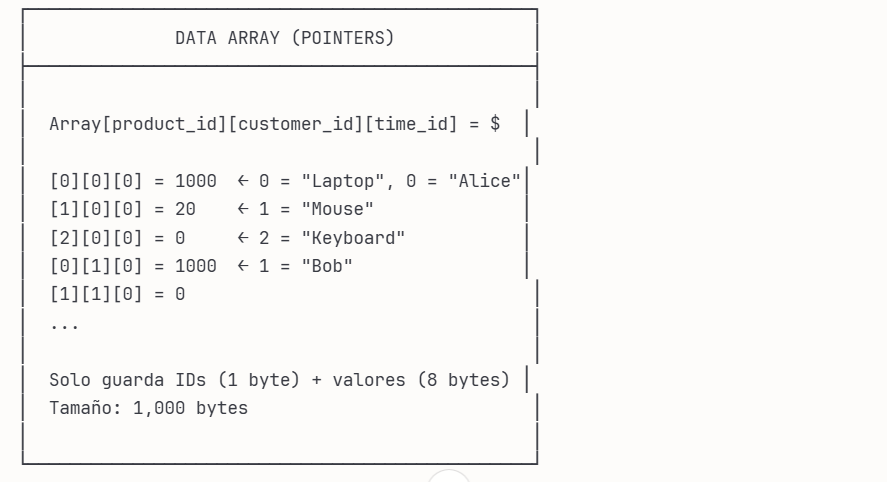 DATA ARRAY (POINTERS)
Array[product_id][customer_id][time_id] = $
[0][0][0] = 1000  ← 0 = "Laptop", 0 = "Alice"
[1][0][0] = 20    ← 1 = "Mouse"
[2][0][0] = 0     ← 2 = "Keyboard"
[0][1][0] = 1000  ← 1 = "Bob"
[1][1][0] = 0
...
Solo guarda IDs (1 byte) + valores (8 bytes)
Tamaño: 1,000 bytes